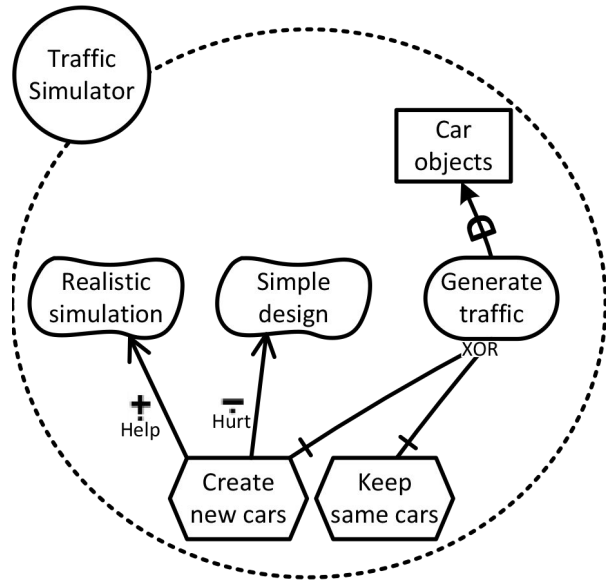 Traffic
Simulator
Car
objects
D
Realistic
simulation
Simple
design
Generate
traffic
XOR
Help
Hurt
Create
new cars
Keep
same cars